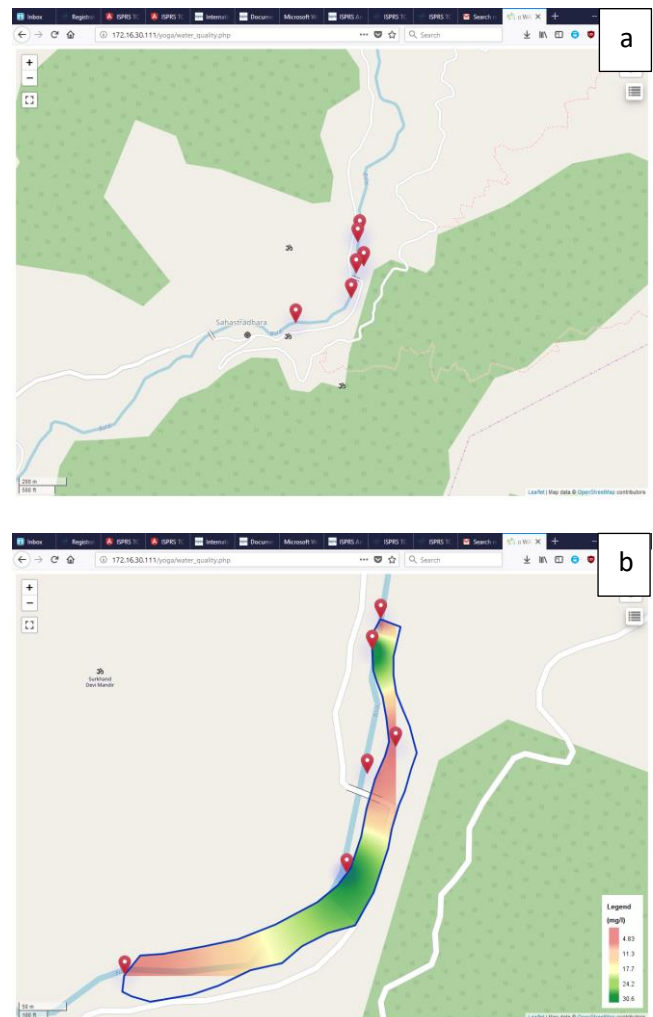 Inbox
Registra
ISPRS TC
ISPRS TC
Internati
Docume
Microsoft W
ISPRS Ar
ISPRS TC
ISPRS TC
Search r
a
172.16.30.111/yoga/water_quality.php
Search
+
−
Sahastradhara
200 m
500 ft
Leaflet | Map data © OpenStreetMap contributors
Inbox
Registra
ISPRS TC
ISPRS TC
Internati
Docume
Microsoft W
ISPRS Ar
ISPRS TC
ISPRS TC
Search r
b
172.16.30.111/yoga/water_quality.php
Search
+
−
Surkhand
Devi Mandir
Legend
(mg/l)
4.83
11.3
17.7
24.2
30.6
50 m
100 ft
Leaflet | Map data © OpenStreetMap contributors